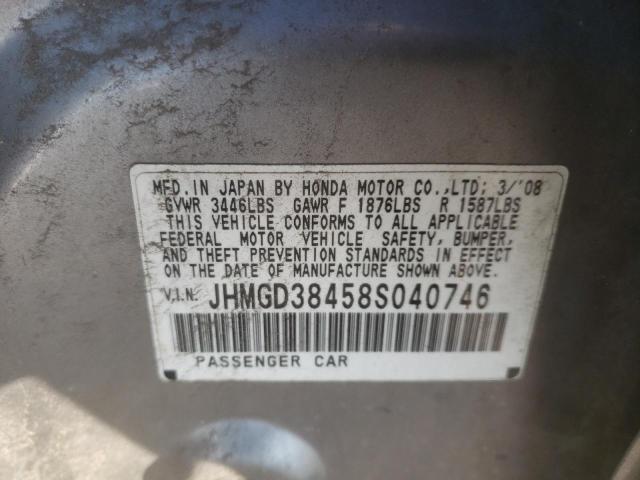 MFD. IN JAPAN BY HONDA MOTOR CO., LTD; 3/'08
GVWR 3446LBS GAWR F 1876LBS R 1587LBS
THIS VEHICLE CONFORMS TO ALL APPLICABLE
FEDERAL MOTOR VEHICLE SAFETY, BUMPER,
AND THEFT PREVENTION STANDARDS IN EFFECT
ON THE DATE OF MANUFACTURE SHOWN ABOVE.
V.I.N. JHMGD38458S040746
PASSENGER CAR